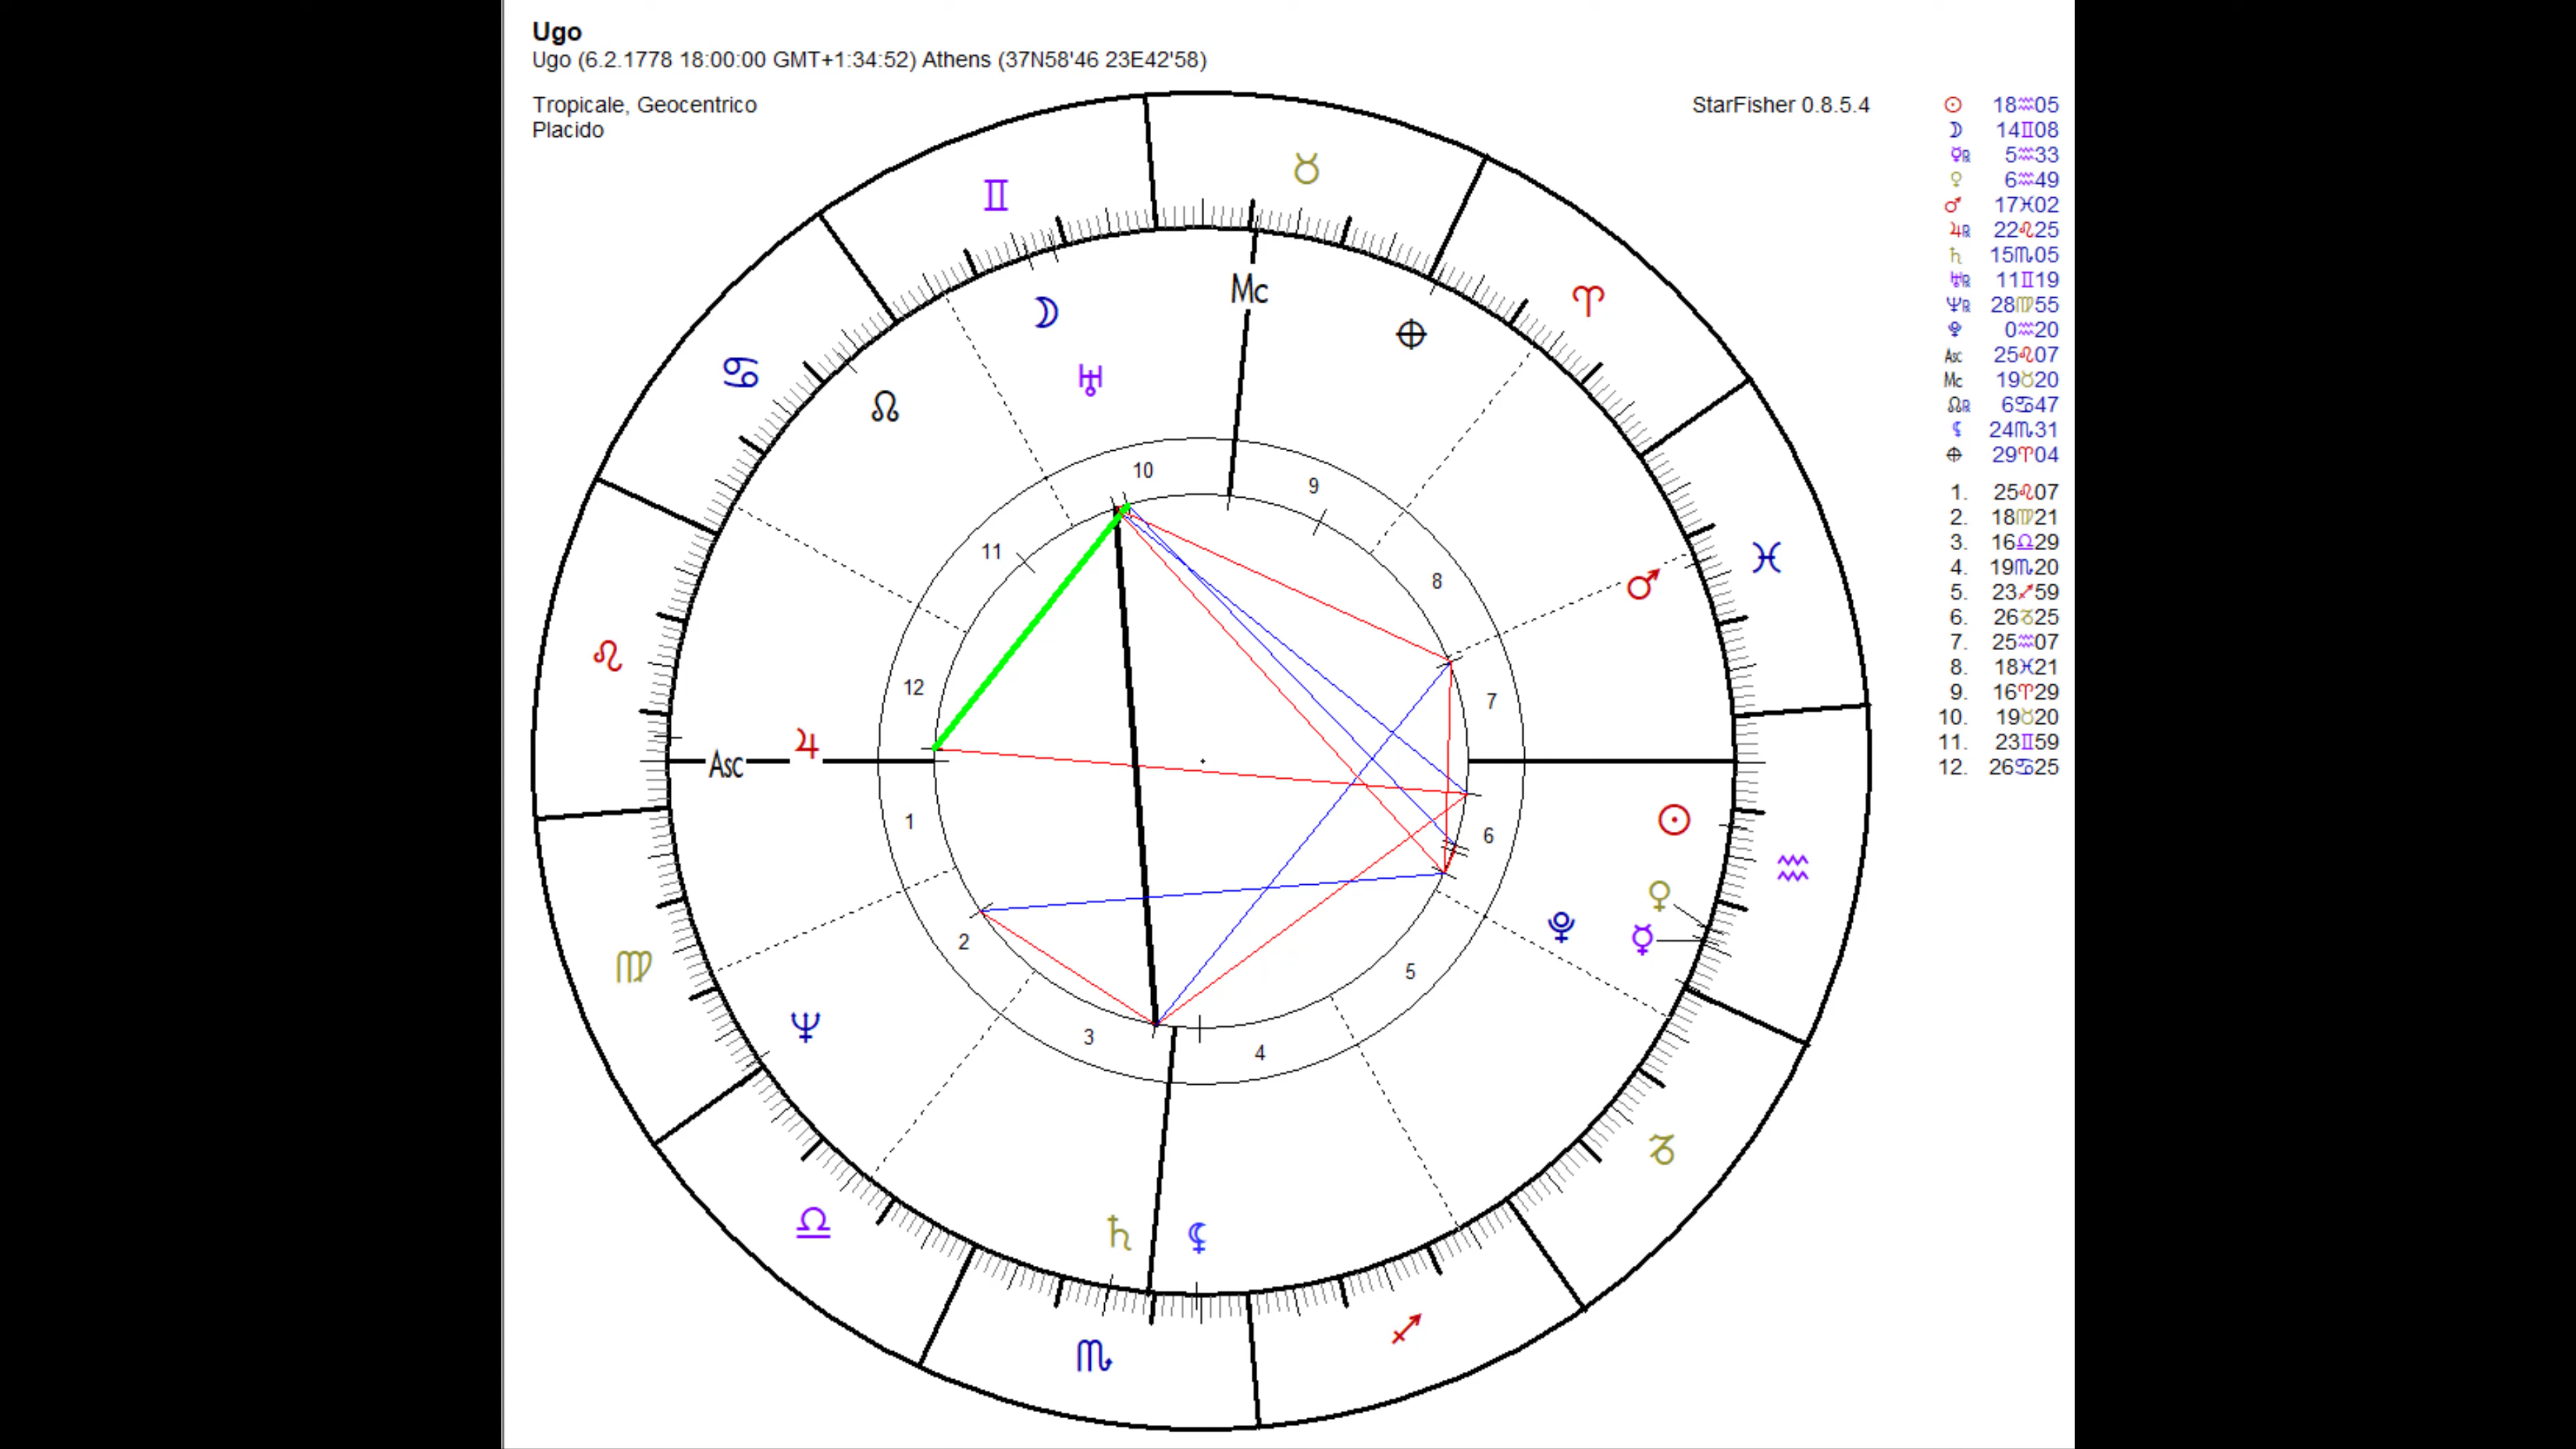 Ugo
Ugo (6.2.1778 18:00:00 GMT+1:34:52) Athens (37N58'46 23E42'58)
Tropicale, Geocentrico
Placido
StarFisher 0.8.5.4
☉ 18♒05
☽ 14♊08
☿R 5♒33
♀ 6♒49
♂ 17♓02
♃R 22♌25
♄ 15♏05
♅R 11♊19
♆R 28♍55
♇ 0♒20
Asc 25♌07
Mc 19♉20
☊R 6♋47
⚸ 24♏31
⊕ 29♈04
1. 25♌07
2. 18♍21
3. 16♎29
4. 19♏20
5. 23♐59
6. 26♑25
7. 25♒07
8. 18♓21
9. 16♈29
10. 19♉20
11. 23♊59
12. 26♋25
Mc
10
9
11
8
12
7
Asc
1
6
2
5
3
4